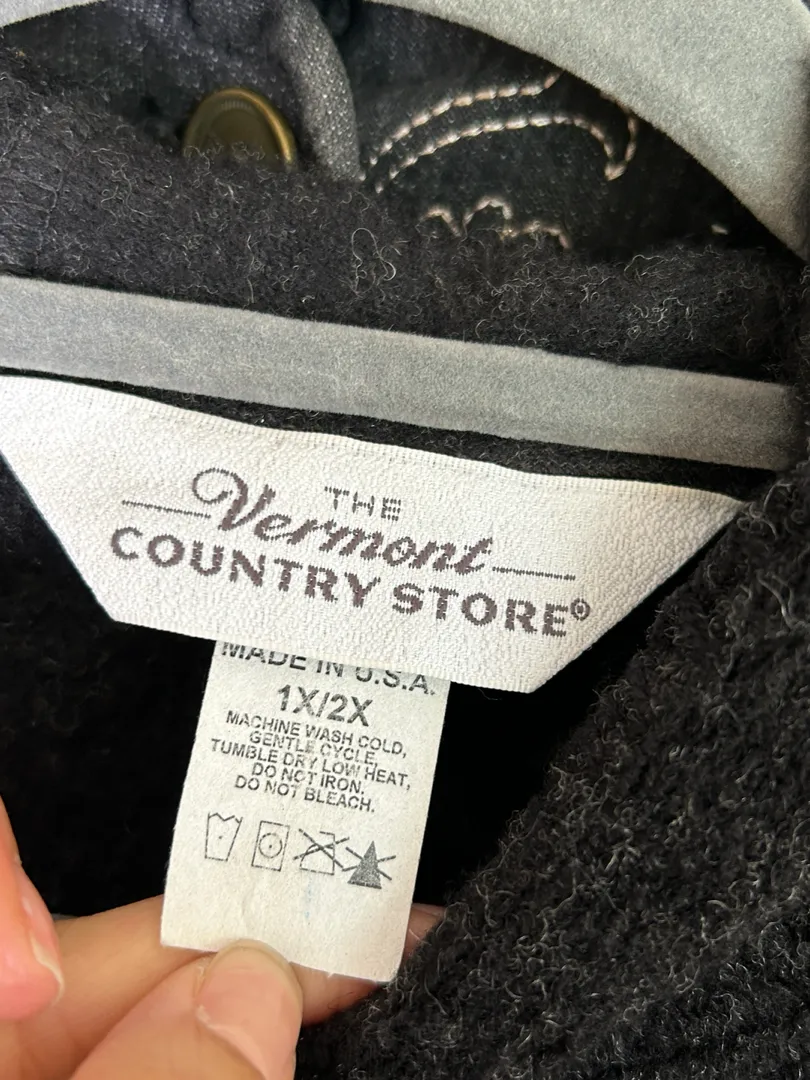 THE
Vermont
COUNTRY STORE®
MADE IN U.S.A.
1X/2X
MACHINE WASH COLD,
GENTLE CYCLE,
TUMBLE DRY LOW HEAT,
DO NOT IRON.
DO NOT BLEACH.